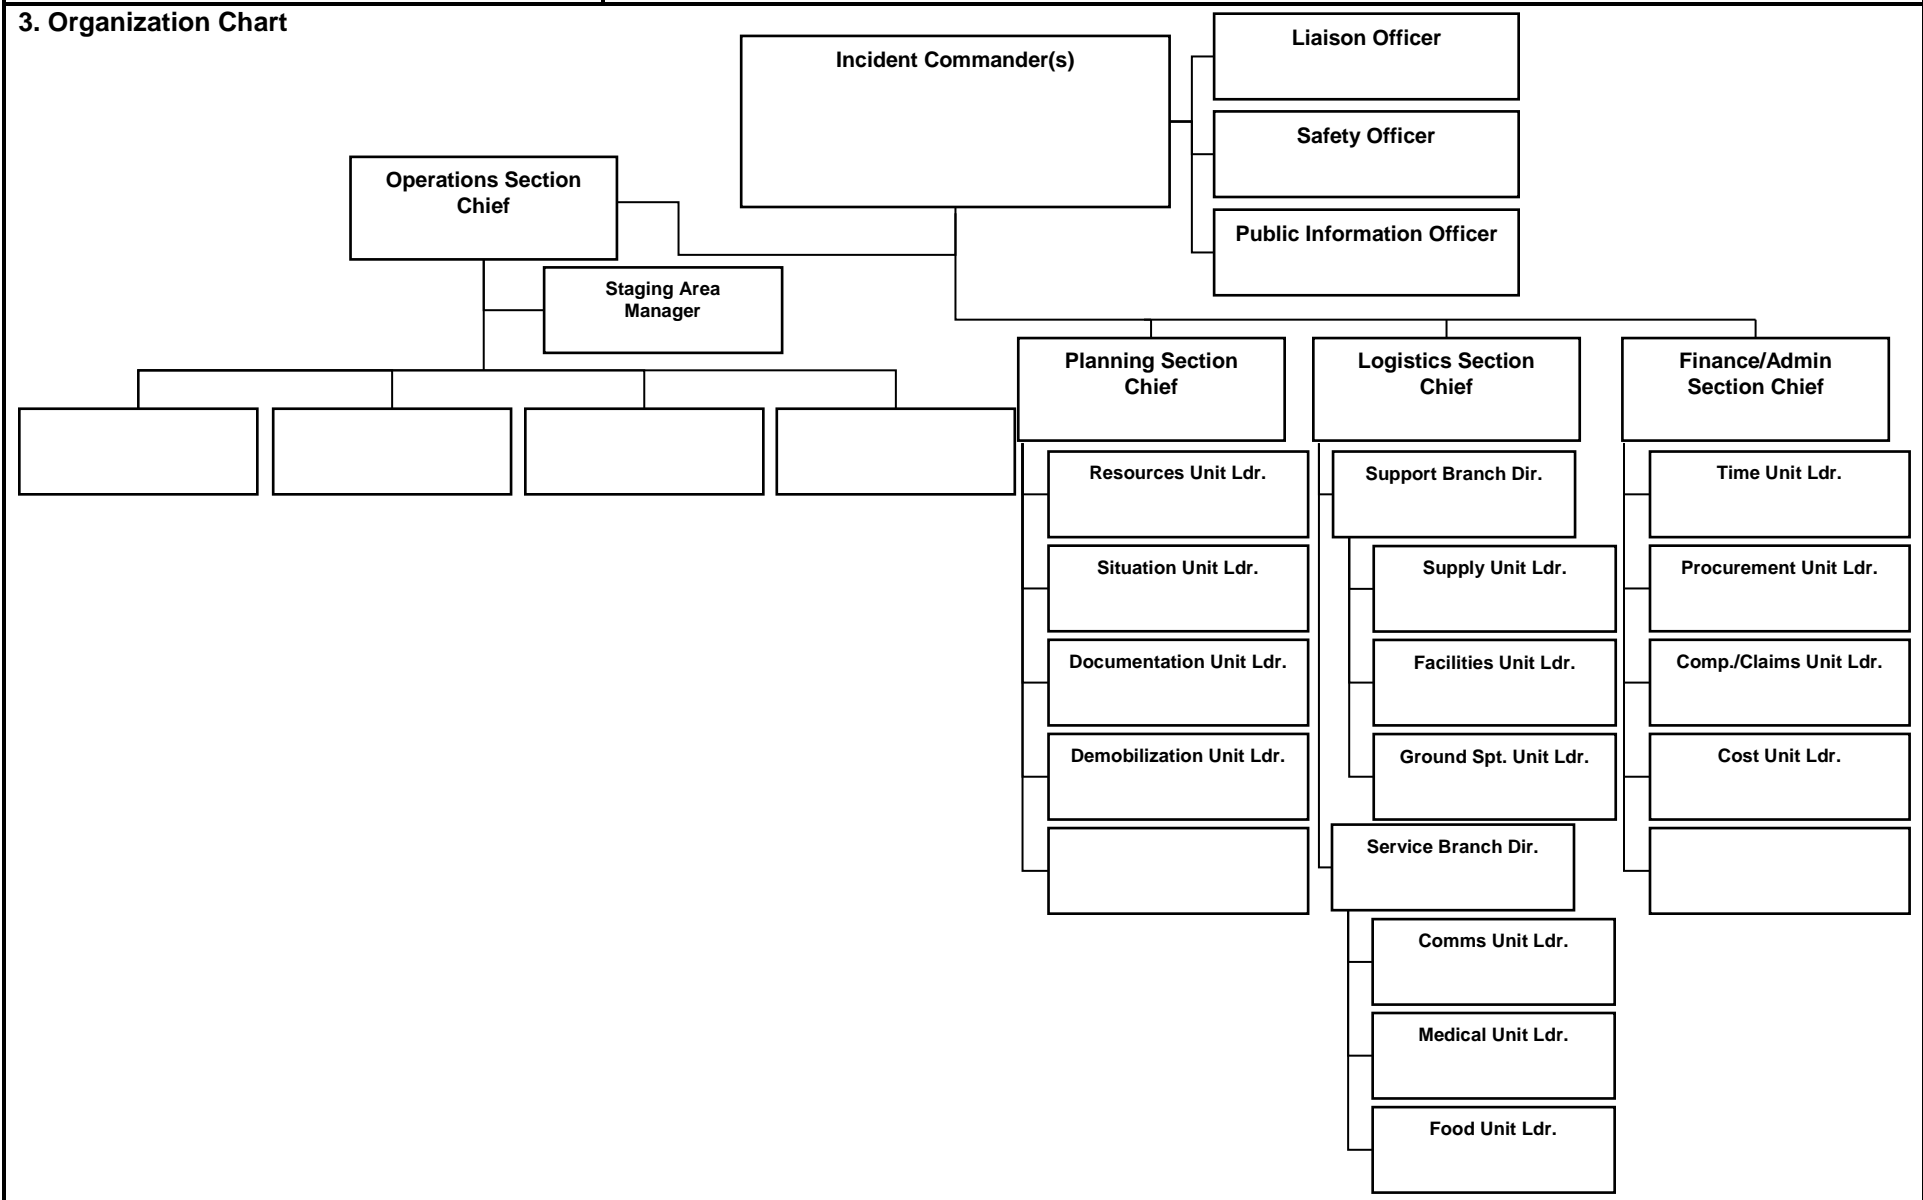 3. Organization Chart
Incident Commander(s)
Liaison Officer
Safety Officer
Public Information Officer
Operations Section
Chief
Staging Area
Manager
Planning Section
Chief
Resources Unit Ldr.
Situation Unit Ldr.
Documentation Unit Ldr.
Demobilization Unit Ldr.
Logistics Section
Chief
Support Branch Dir.
Supply Unit Ldr.
Facilities Unit Ldr.
Ground Spt. Unit Ldr.
Service Branch Dir.
Comms Unit Ldr.
Medical Unit Ldr.
Food Unit Ldr.
Finance/Admin
Section Chief
Time Unit Ldr.
Procurement Unit Ldr.
Comp./Claims Unit Ldr.
Cost Unit Ldr.